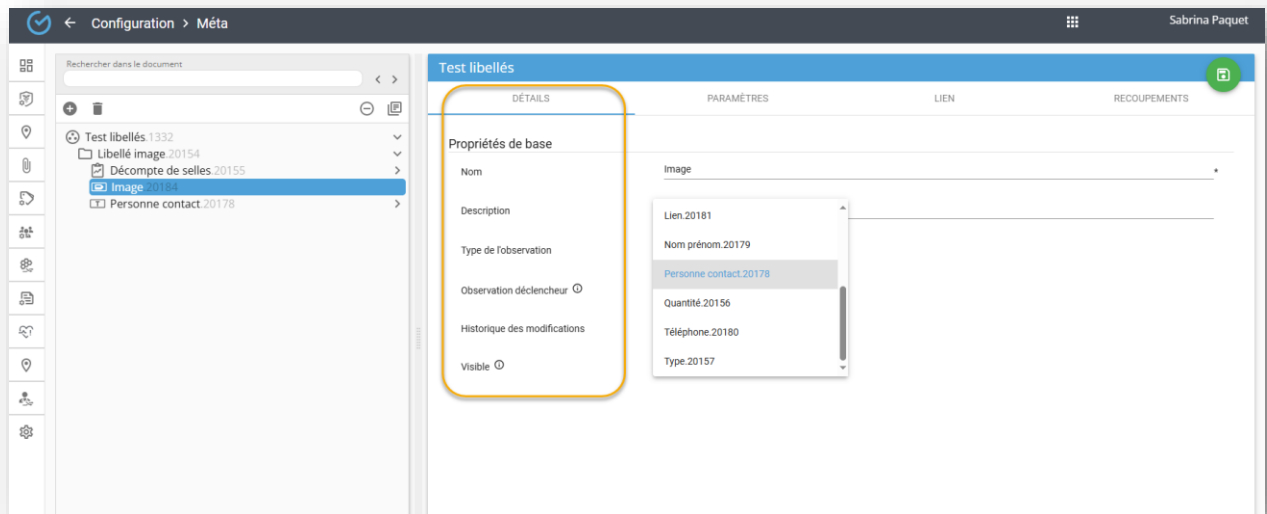 Configuration > Méta
Sabrina Paquet
Rechercher dans le document
Test libellés.1332
Libellé image.20154
Décompte de selles.20155
Image.20184
Personne contact.20178
Test libellés
DÉTAILS
PARAMÈTRES
LIEN
RECOUPEMENTS
Propriétés de base
Nom
Image
*
Description
Type de l'observation
Observation déclencheur
Historique des modifications
Visible
Lien.20181
Nom prénom.20179
Personne contact.20178
Quantité.20156
Téléphone.20180
Type.20157